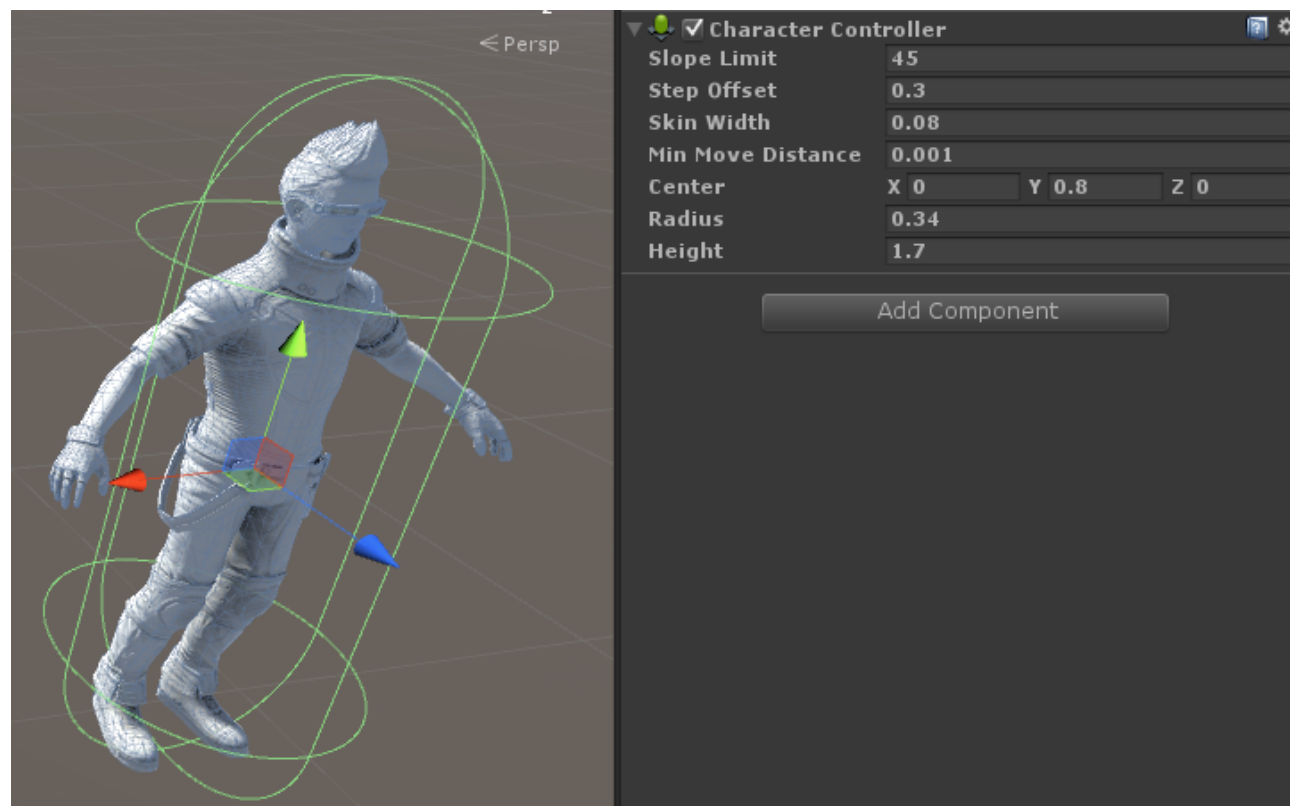 Persp
Character Controller
Slope Limit 45
Step Offset 0.3
Skin Width 0.08
Min Move Distance 0.001
Center X 0 Y 0.8 Z 0
Radius 0.34
Height 1.7
Add Component